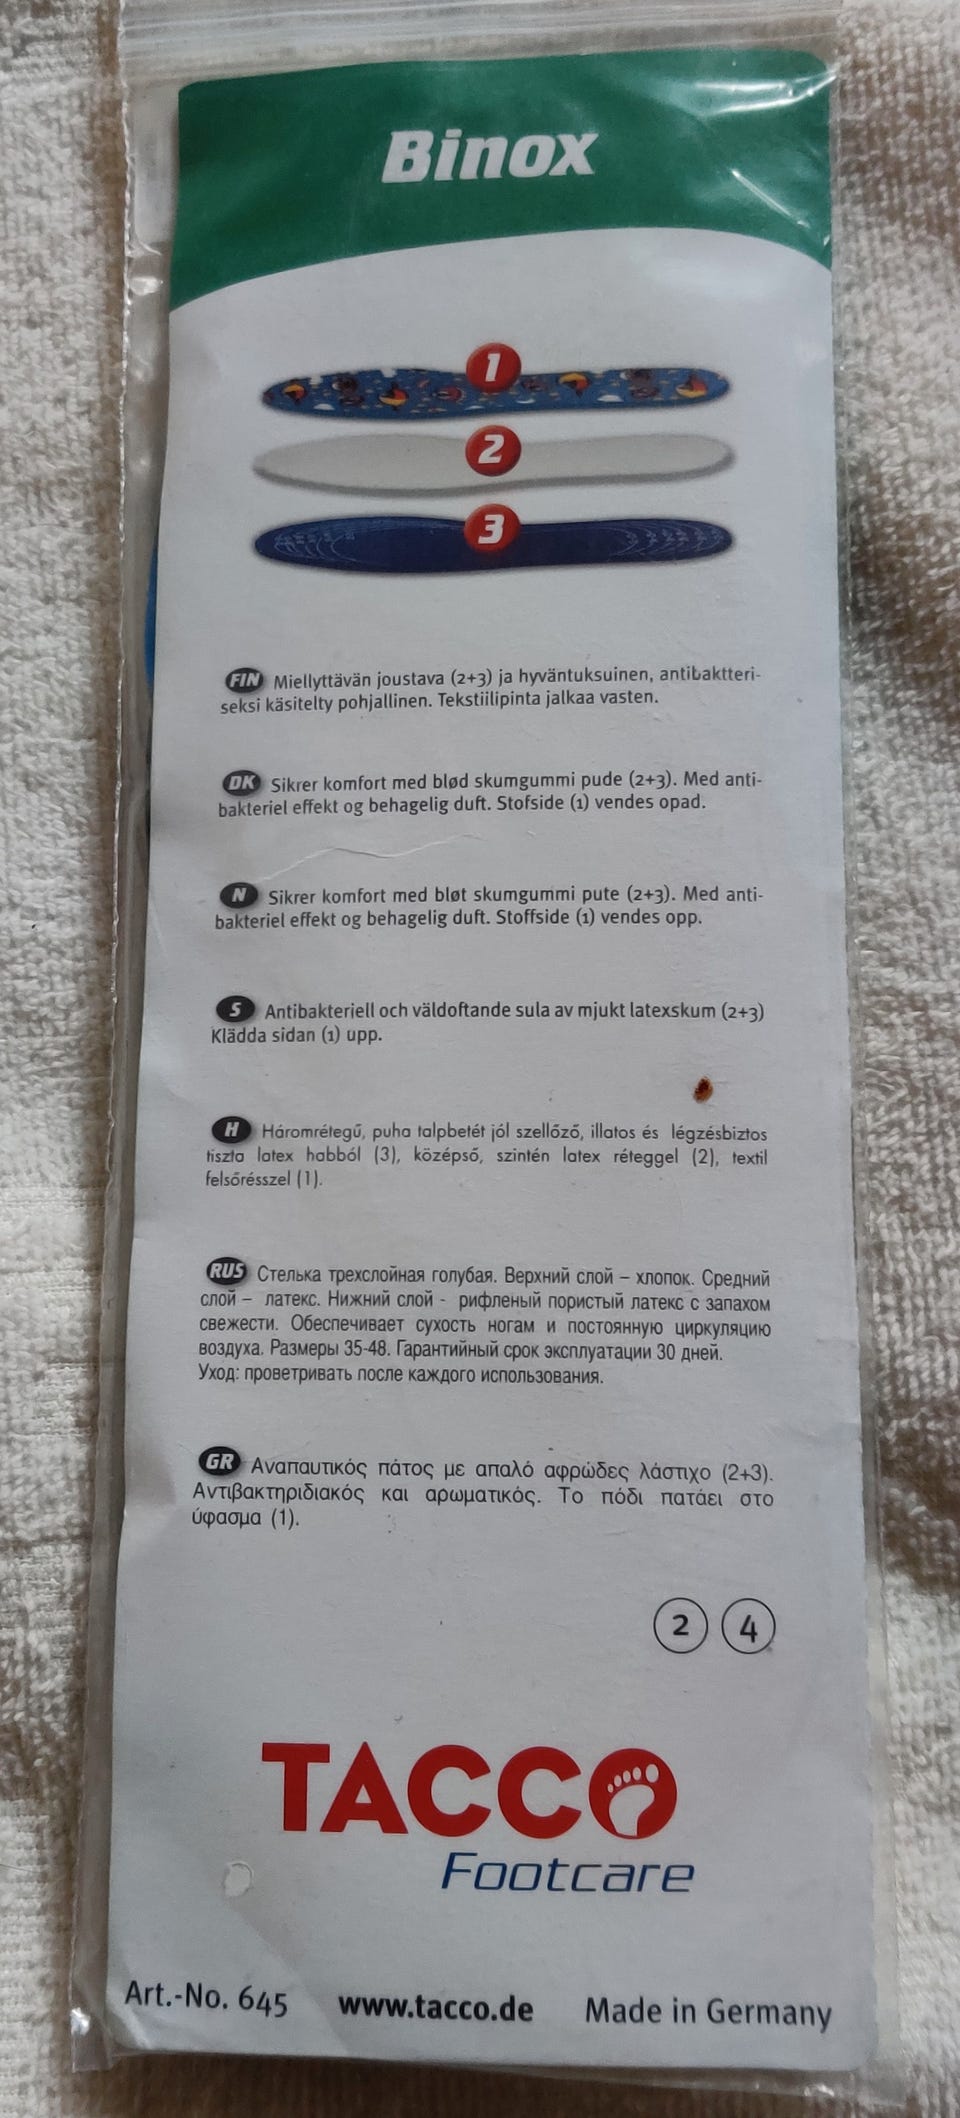 Binox
1
2
3
FIN Miellyttävän joustava (2+3) ja hyväntuksuinen, antibaktteri-
seksi käsitelty pohjallinen. Tekstiilipinta jalkaa vasten.
DK Sikrer komfort med blød skumgummi pude (2+3). Med anti-
bakteriel effekt og behagelig duft. Stofside (1) vendes opad.
N Sikrer komfort med bløt skumgummi pute (2+3). Med anti-
bakteriel effekt og behagelig duft. Stoffside (1) vendes opp.
S Antibakteriell och väldoftande sula av mjukt latexskum (2+3)
Klädda sidan (1) upp.
H Háromrétegű, puha talpbetét jól szellőző, illatos és légzésbiztos
tiszta latex habból (3), középső, szintén latex réteggel (2), textil
felsőrésszel (1).
RUS Стелька трехслойная голубая. Верхний слой – хлопок. Средний
слой – латекс. Нижний слой - рифленый пористый латекс с запахом
свежести. Обеспечивает сухость ногам и постоянную циркуляцию
воздуха. Размеры 35-48. Гарантийный срок эксплуатации 30 дней.
Уход: проветривать после каждого использования.
GR Αναπαυτικός πάτος με απαλό αφρώδες λάστιχο (2+3).
Αντιβακτηριδιακός και αρωματικός. Το πόδι πατάει στο
ύφασμα (1).
2 4
TACCO
Footcare
Art.-No. 645 www.tacco.de Made in Germany